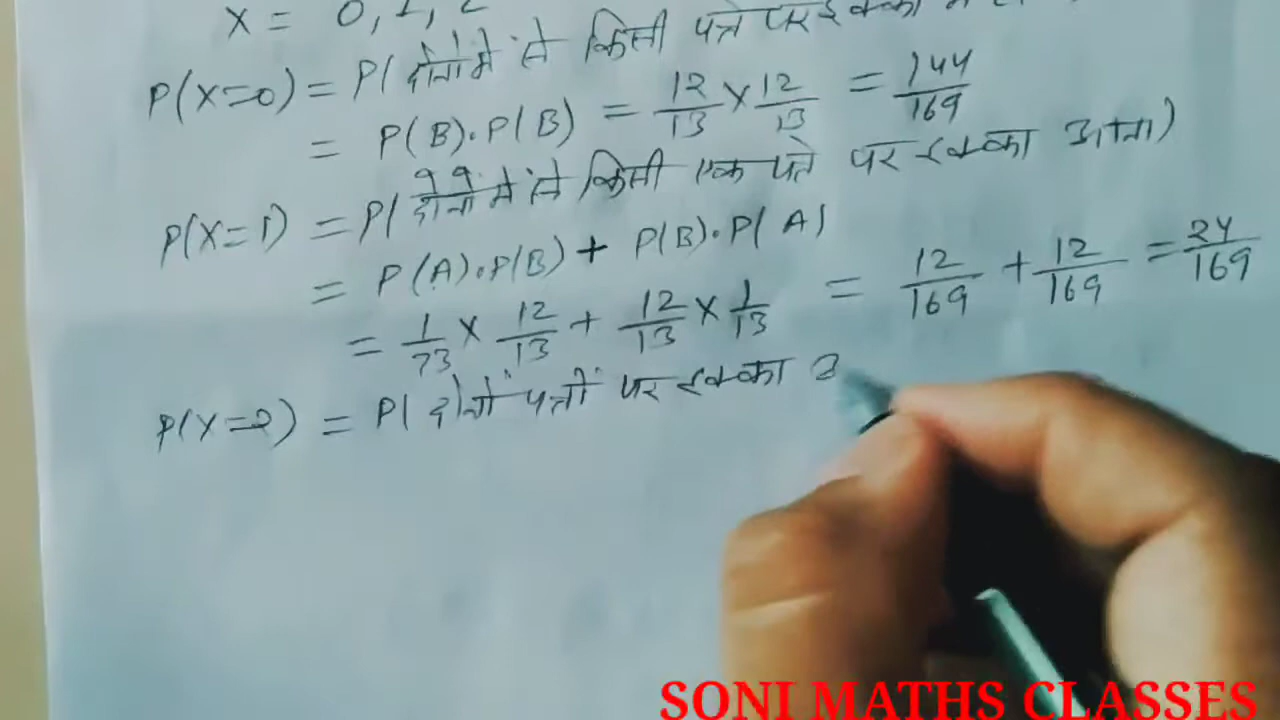 X = 0, 1, 2
P(X=0) = P( दोनों में से किसी पत्ते पर इक्का
= P(B).P(B) = 12/13 × 12/13 = 144/169
P(X=1) = P( दोनों में से किसी एक पत्ते पर इक्का आना)
= P(A).P(B) + P(B).P(A)
= 1/13 × 12/13 + 12/13 × 1/13 = 12/169 + 12/169 = 24/169
P(X=2) = P( दोनों पत्तों पर इक्का
SONI MATHS CLASSES